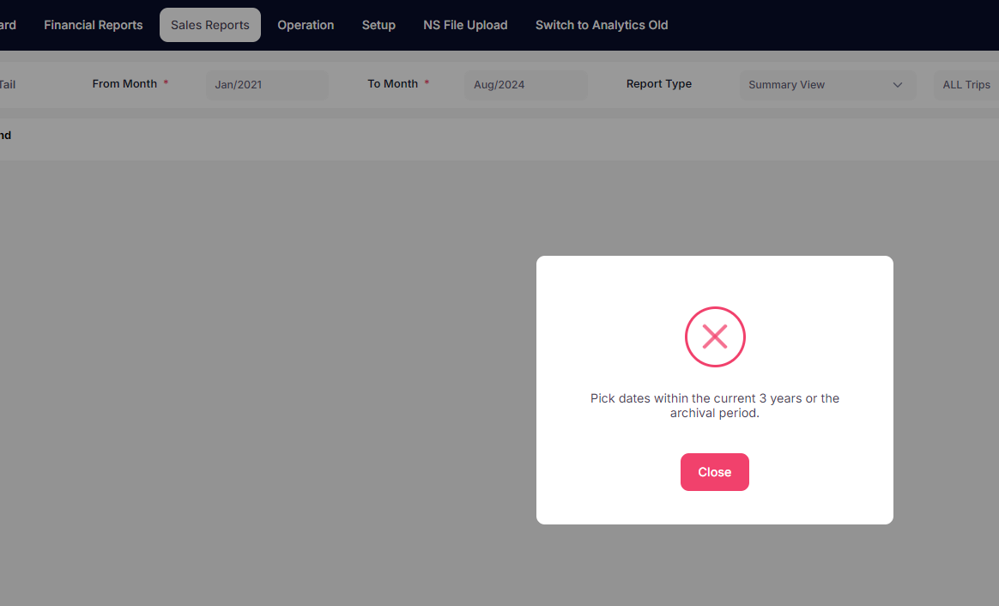 ard Financial Reports Sales Reports Operation Setup NS File Upload Switch to Analytics Old
Tail From Month * Jan/2021 To Month * Aug/2024 Report Type Summary View ALL Trips
nd
Pick dates within the current 3 years or the
archival period.
Close